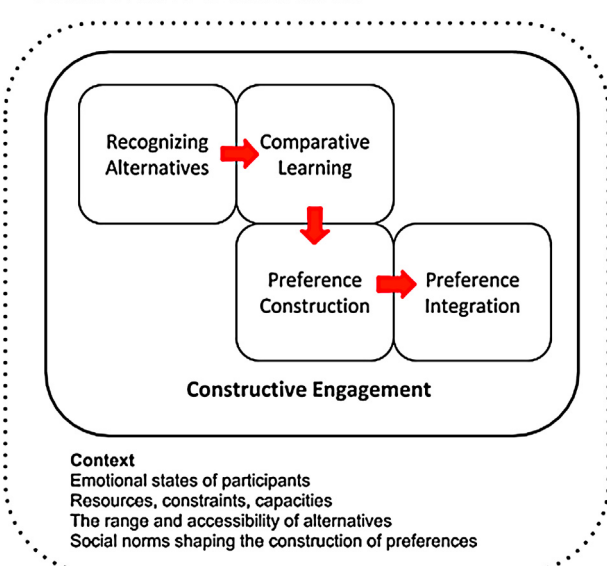 Recognizing
Alternatives
Comparative
Learning
Preference
Construction
Preference
Integration
Constructive Engagement
Context
Emotional states of participants
Resources, constraints, capacities
The range and accessibility of alternatives
Social norms shaping the construction of preferences